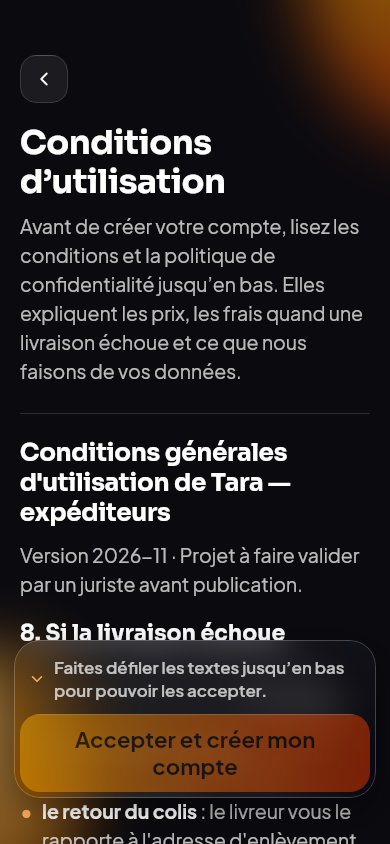 Conditions
d’utilisation
Avant de créer votre compte, lisez les
conditions et la politique de
confidentialité jusqu’en bas. Elles
expliquent les prix, les frais quand une
livraison échoue et ce que nous
faisons de vos données.
Conditions générales
d'utilisation de Tara —
expéditeurs
Version 2026–11 · Projet à faire valider
par un juriste avant publication.
8. Si la livraison échoue
Faites défiler les textes jusqu’en bas
pour pouvoir les accepter.
Accepter et créer mon
compte
le retour du colis : le livreur vous le
rapporte à l'adresse d'enlèvement